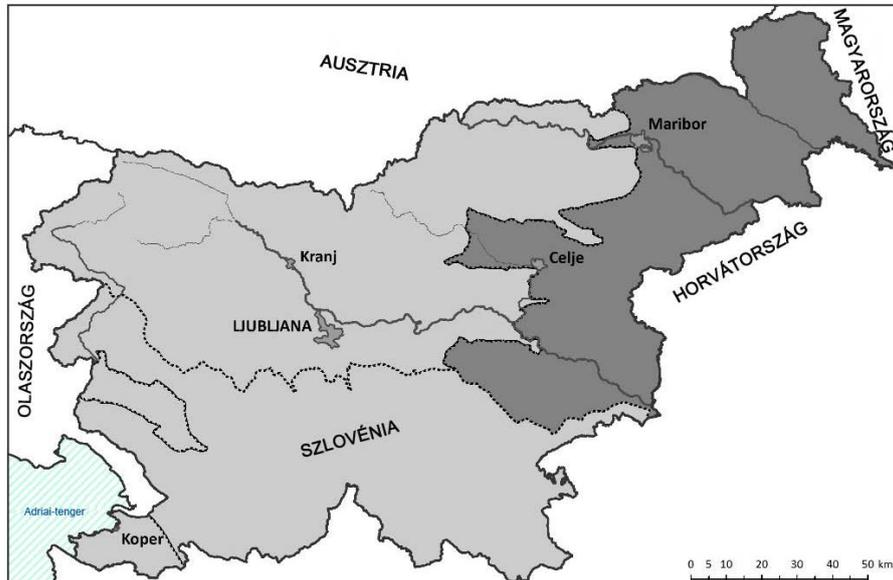 AUSZTRIA
MAGYARORSZÁG
Maribor
Kranj
Celje
HORVÁTORSZÁG
OLASZORSZÁG
LJUBLJANA
SZLOVÉNIA
Adriai-tenger
Koper
0 5 10 20 30 40 50 km